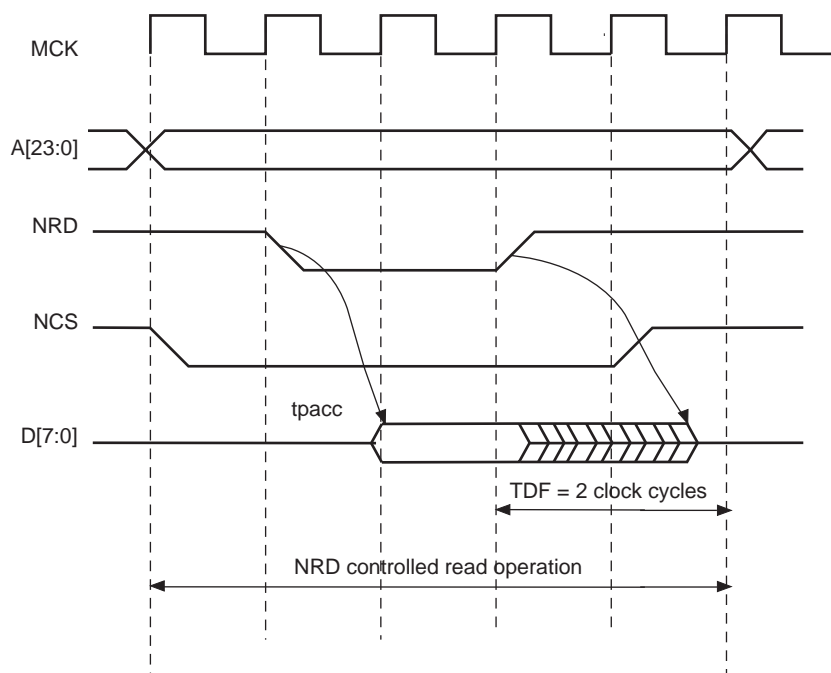 MCK
A[23:0]
NRD
NCS
tpacc
D[7:0]
TDF = 2 clock cycles
NRD controlled read operation